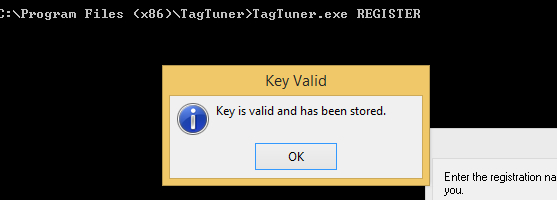 C:\Program Files (x86)\TagTuner>TagTuner.exe REGISTER
Key Valid
Key is valid and has been stored.
OK
Enter the registration na
you.